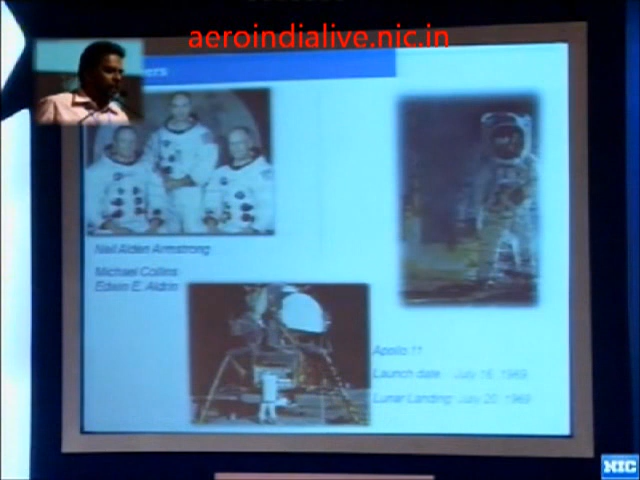 aeroindialive.nic.in
Neil Alden Armstrong
Michael Collins
Edwin E. Aldrin
Apollo 11
Launch date: July 16, 1969
Lunar Landing: July 20, 1969
NIC